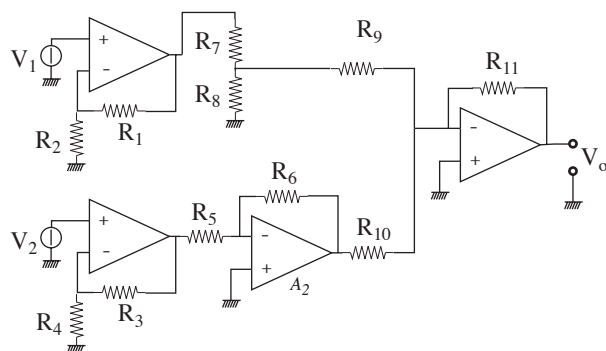 V1
+
-
R1
R2
R7
R8
R9
R11
-
+
Vo
V2
+
-
R3
R4
R5
R6
-
+
A2
R10